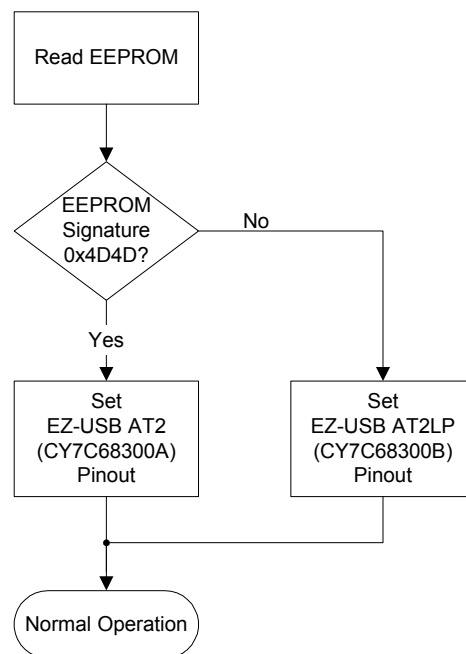 Read EEPROM
EEPROM
Signature
0x4D4D?
No
Yes
Set
EZ-USB AT2
(CY7C68300A)
Pinout
Set
EZ-USB AT2LP
(CY7C68300B)
Pinout
Normal Operation